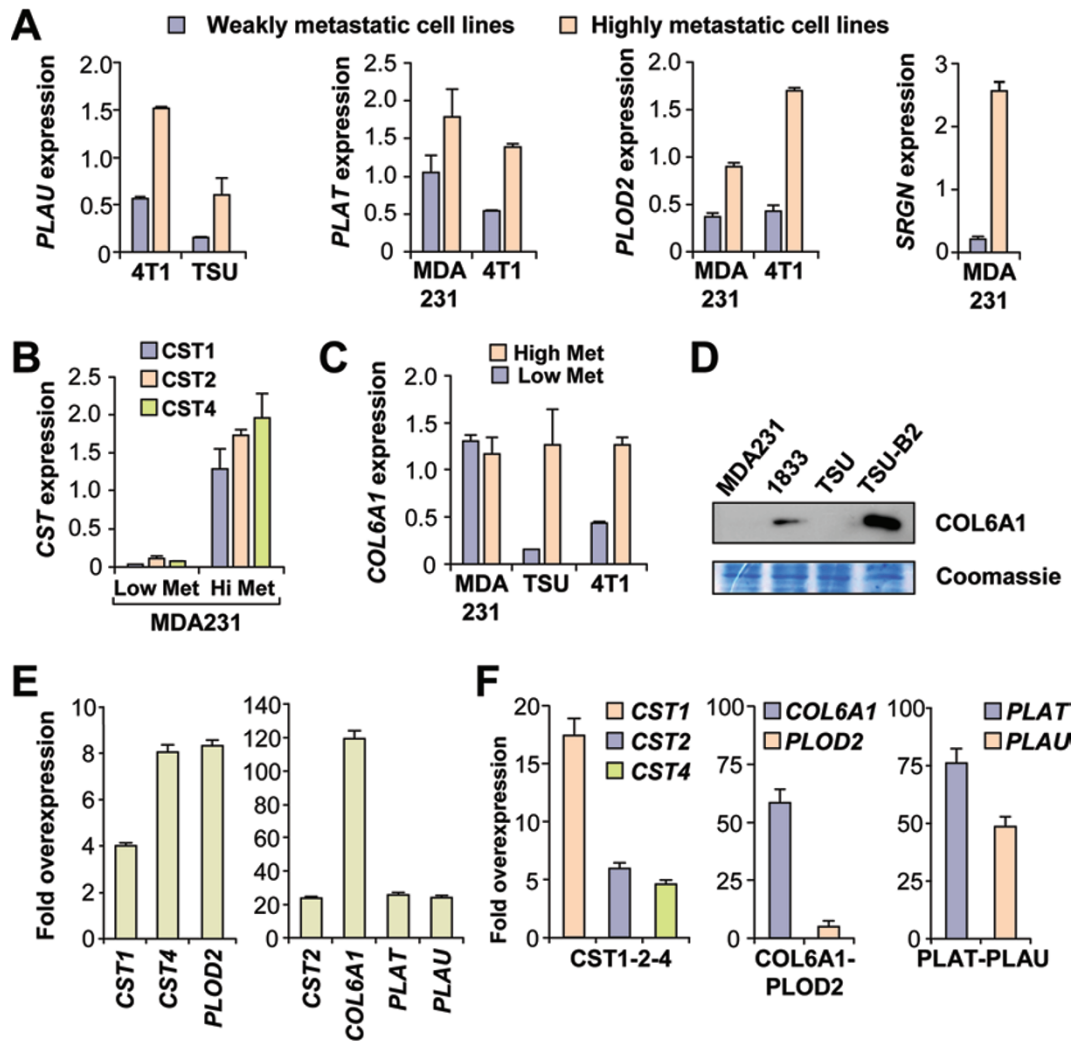 A
Weakly metastatic cell lines
Highly metastatic cell lines
PLAU expression
2.0
1.5
1.0
0.5
0
4T1 TSU
PLAT expression
2.5
2.0
1.5
1.0
0.5
0
MDA 4T1
231
PLOD2 expression
2.0
1.5
1.0
0.5
0
MDA 4T1
231
SRGN expression
3
2
1
0
MDA
231
B
CST1
CST2
CST4
CST expression
2.5
2.0
1.5
1.0
0.5
0
Low Met Hi Met
MDA231
C
High Met
Low Met
COL6A1 expression
2.0
1.5
1.0
0.5
0
MDA TSU 4T1
231
D
MDA231
1833
TSU
TSU-B2
COL6A1
Coomassie
E
Fold overexpression
10
8
6
4
2
0
CST1
CST4
PLOD2
140
120
100
80
60
40
20
0
CST2
COL6A1
PLAT
PLAU
F
Fold overexpression
20
15
10
5
0
CST1
CST2
CST4
CST1-2-4
100
75
50
25
0
COL6A1
PLOD2
COL6A1-
PLOD2
100
75
50
25
0
PLAT
PLAU
PLAT-PLAU